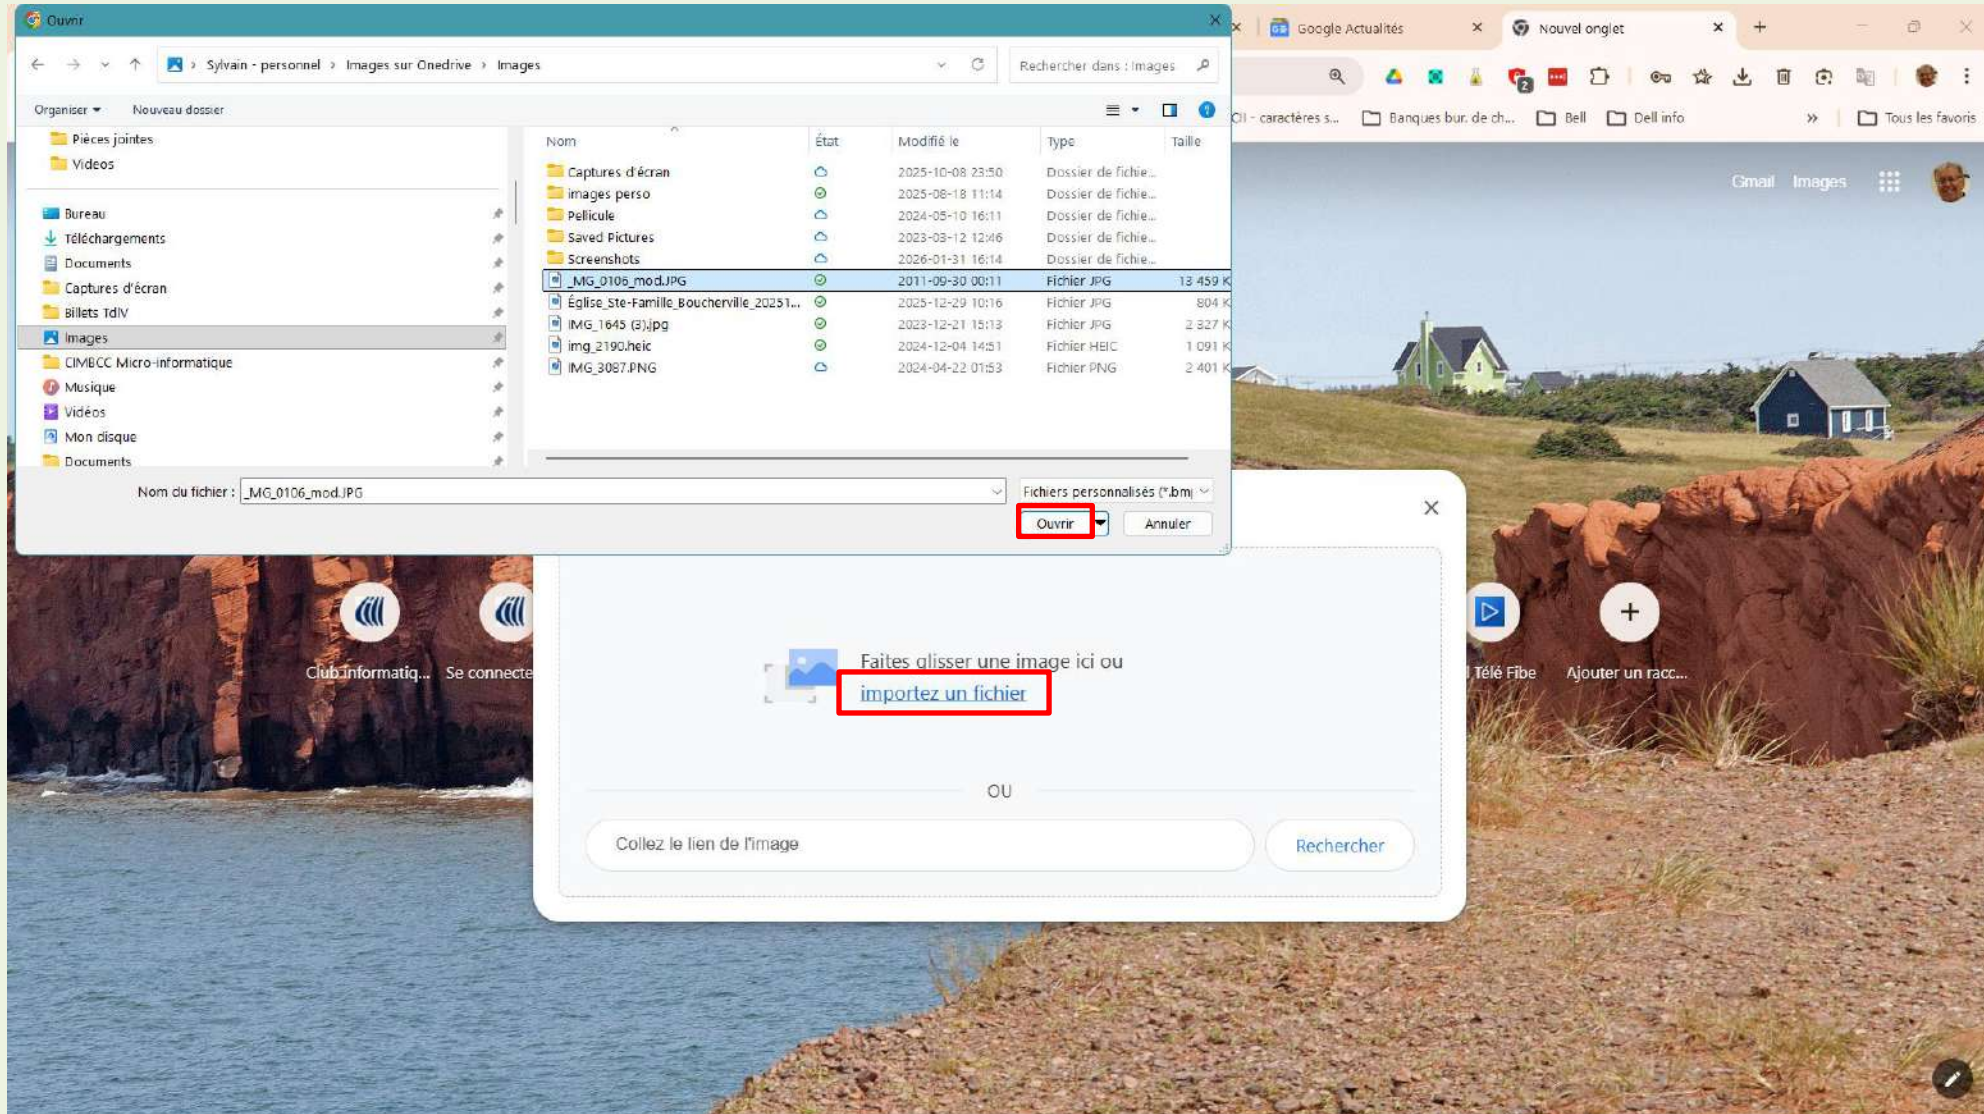 Ouvrir
Google Actualités
Nouvel onglet
Sylvain - personnel > Images sur Onedrive > Images
Rechercher dans : Images
2
Organiser
Nouveau dossier
CII - caractères s...
Banques bur. de ch...
Bell
Dell info
»
Tous les favoris
Pièces jointes
Videos
Bureau
Téléchargements
Documents
Captures d'écran
Billets TdlV
Images
CIMBCC Micro-informatique
Musique
Vidéos
Mon disque
Documents
Nom État Modifié le Type Taille
Captures d'écran 2025-10-08 23:50 Dossier de fichie...
images perso 2025-08-18 11:14 Dossier de fichie...
Pellicule 2024-05-10 16:11 Dossier de fichie...
Saved Pictures 2023-03-12 12:46 Dossier de fichie...
Screenshots 2026-01-31 16:14 Dossier de fichie...
_MG_0106_mod.JPG 2011-09-30 00:11 Fichier JPG 13 459 K
Église_Ste-Famille_Boucherville_20251... 2025-12-29 10:16 Fichier JPG 804 K
IMG_1645 (3).jpg 2023-12-21 15:13 Fichier JPG 2 327 K
img_2190.heic 2024-12-04 14:51 Fichier HEIC 1 091 K
IMG_3087.PNG 2024-04-22 01:53 Fichier PNG 2 401 K
Nom du fichier : _MG_0106_mod.JPG
Fichiers personnalisés (*.bmp
Ouvrir
Annuler
Gmail Images
Faites glisser une image ici ou
importez un fichier
OU
Collez le lien de l'image
Rechercher
Club informatiq...
Se connecte
l Télé Fibe
Ajouter un racc...